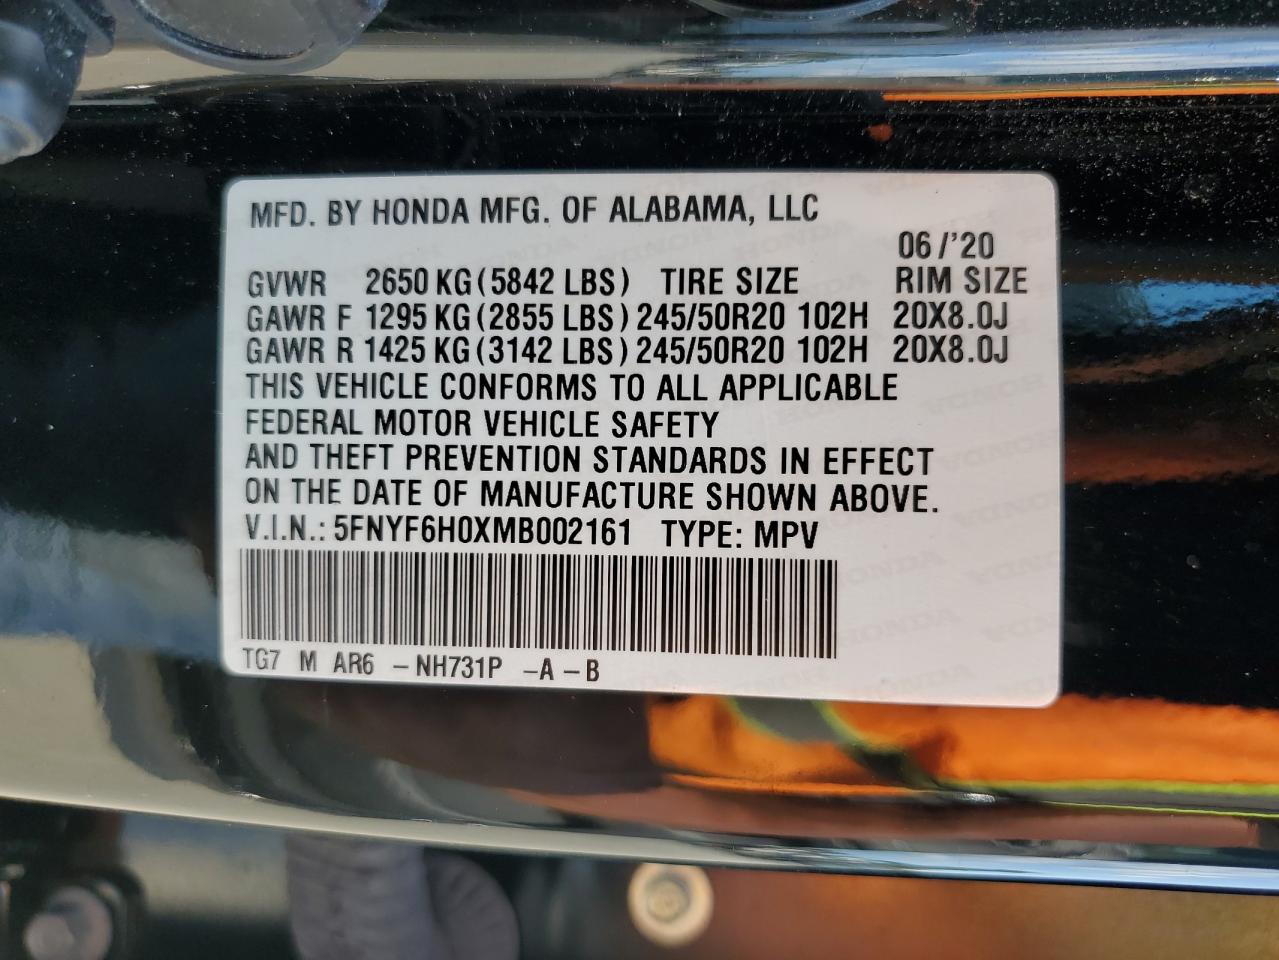 MFD. BY HONDA MFG. OF ALABAMA, LLC
06/'20
GVWR 2650 KG (5842 LBS) TIRE SIZE RIM SIZE
GAWR F 1295 KG (2855 LBS) 245/50R20 102H 20X8.0J
GAWR R 1425 KG (3142 LBS) 245/50R20 102H 20X8.0J
THIS VEHICLE CONFORMS TO ALL APPLICABLE
FEDERAL MOTOR VEHICLE SAFETY
AND THEFT PREVENTION STANDARDS IN EFFECT
ON THE DATE OF MANUFACTURE SHOWN ABOVE.
V.I.N.: 5FNYF6H0XMB002161 TYPE: MPV
TG7 M AR6 - NH731P - A - B